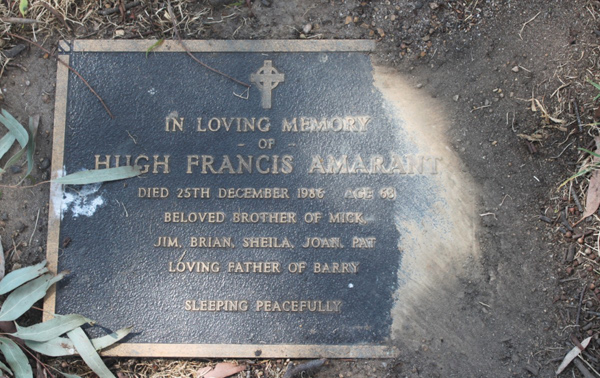 IN LOVING MEMORY
- OF -
HUGH FRANCIS AMARANT
DIED 25TH DECEMBER 1986 AGE 60
BELOVED BROTHER OF MICK,
JIM, BRIAN, SHEILA, JOAN, PAT
LOVING FATHER OF BARRY
SLEEPING PEACEFULLY